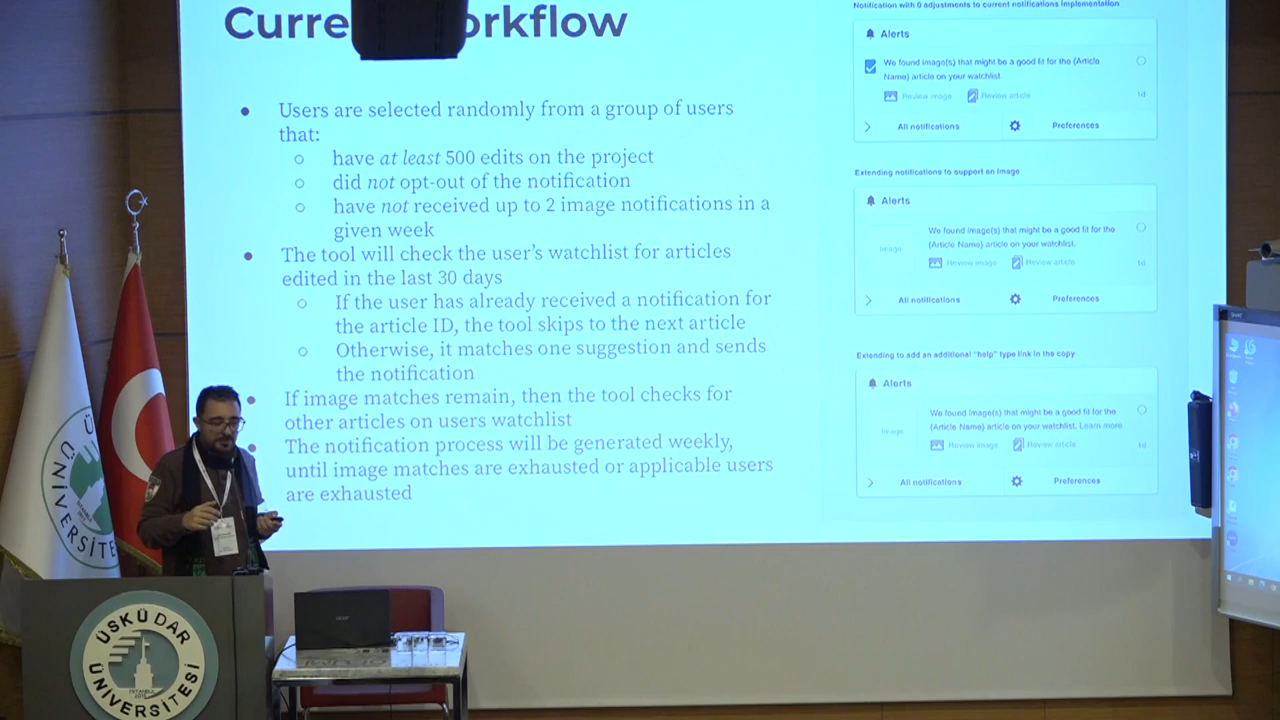 Curre orkflow
Users are selected randomly from a group of users
that:
have at least 500 edits on the project
did not opt-out of the notification
have not received up to 2 image notifications in a
given week
The tool will check the user's watchlist for articles
edited in the last 30 days
If the user has already received a notification for
the article ID, the tool skips to the next article
Otherwise, it matches one suggestion and sends
the notification
If image matches remain, then the tool checks for
other articles on users watchlist
The notification process will be generated weekly,
until image matches are exhausted or applicable users
are exhausted
Notification with 0 adjustments to current notifications implementation
Alerts
We found image(s) that might be a good fit for the (Article
Name) article on your watchlist.
Review image Review article 1d
All notifications Preferences
Extending notifications to support an image
Alerts
Image
We found image(s) that might be a good fit for the
(Article Name) article on your watchlist.
Review image Review article 1d
All notifications Preferences
Extending to add an additional "help" type link in the copy
Alerts
Image
We found image(s) that might be a good fit for the
(Article Name) article on your watchlist. Learn more
Review image Review article 1d
All notifications Preferences
ÜNİVERSİTE
acer
ÜSKÜDAR
ÜNİVERSİTESİ
İSTANBUL
2011